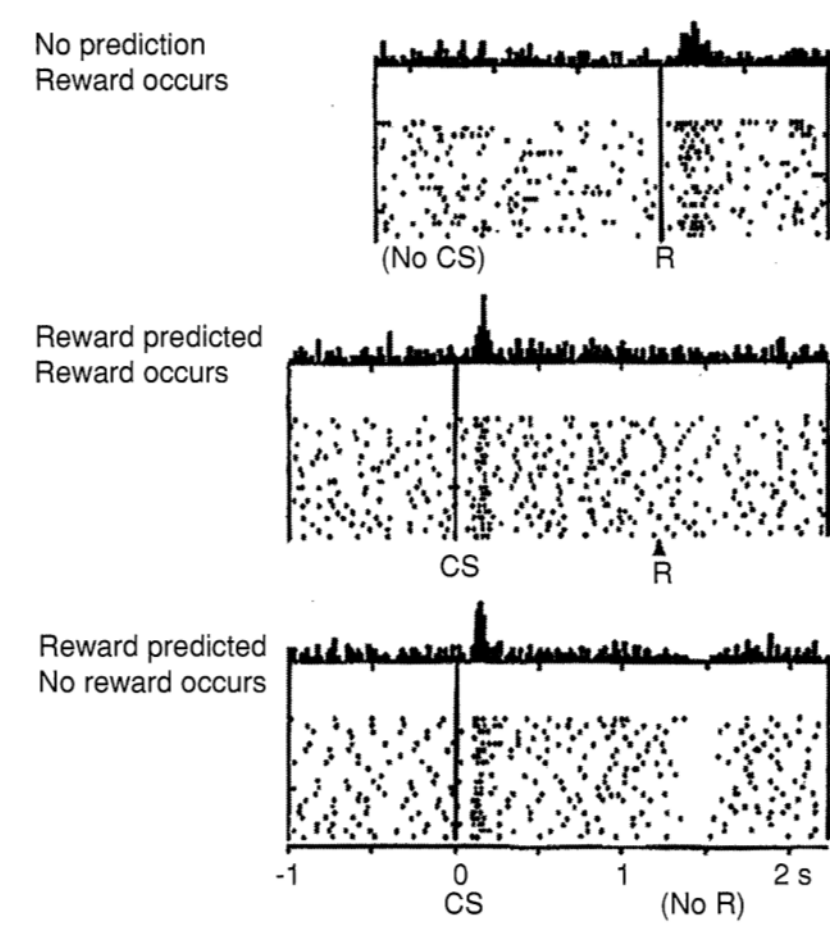 No prediction
Reward occurs
(No CS)
R
Reward predicted
Reward occurs
CS
R
Reward predicted
No reward occurs
-1
0
1
2 s
CS
(No R)